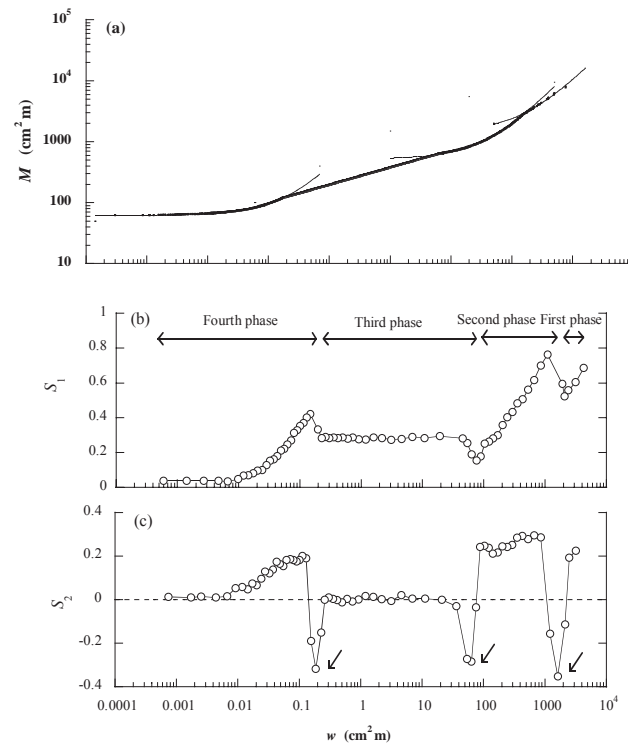 (a)
10^5
10^4
1000
100
10
M (cm^2 m)
(b)
Fourth phase Third phase Second phase First phase
1
0.8
0.6
0.4
0.2
0
S_1
(c)
0.4
0.2
0
-0.2
-0.4
S_2
0.0001 0.001 0.01 0.1 1 10 100 1000 10^4
w (cm^2 m)